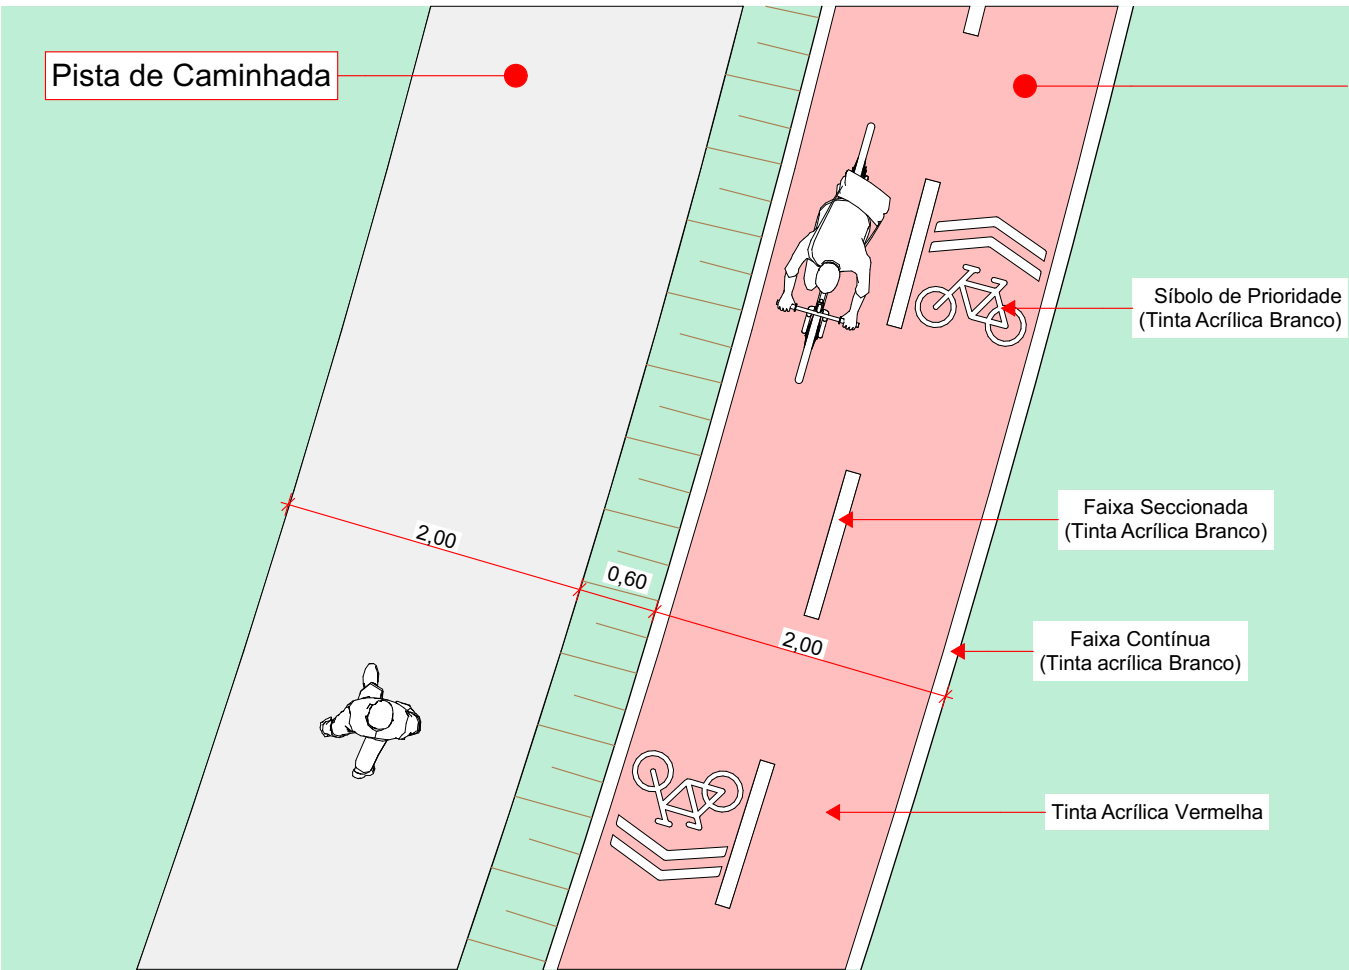 Pista de Caminhada
Síbolo de Prioridade
(Tinta Acrílica Branco)
Faixa Seccionada
(Tinta Acrílica Branco)
2,00
0,60
2,00
Faixa Contínua
(Tinta acrílica Branco)
Tinta Acrílica Vermelha